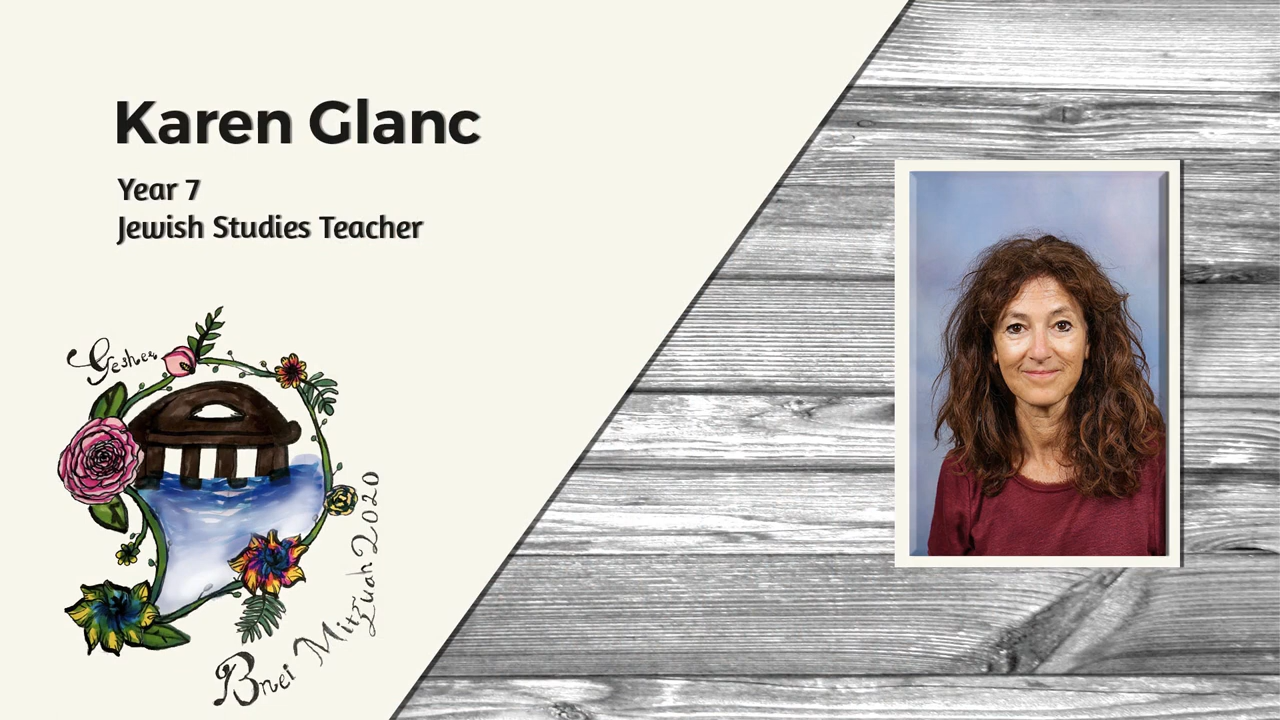 Karen Glanc
Year 7
Jewish Studies Teacher
Gesher
Bnei Mitzvah 2020